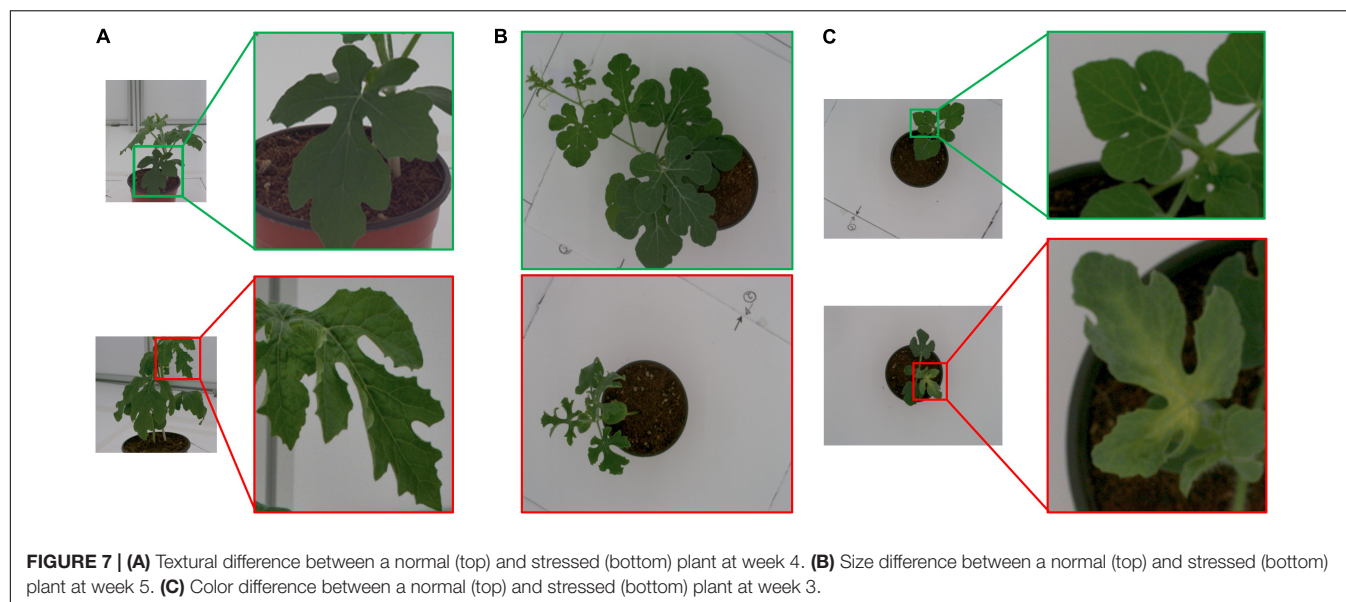 A
B
C
FIGURE 7 | (A) Textural difference between a normal (top) and stressed (bottom) plant at week 4. (B) Size difference between a normal (top) and stressed (bottom)
plant at week 5. (C) Color difference between a normal (top) and stressed (bottom) plant at week 3.